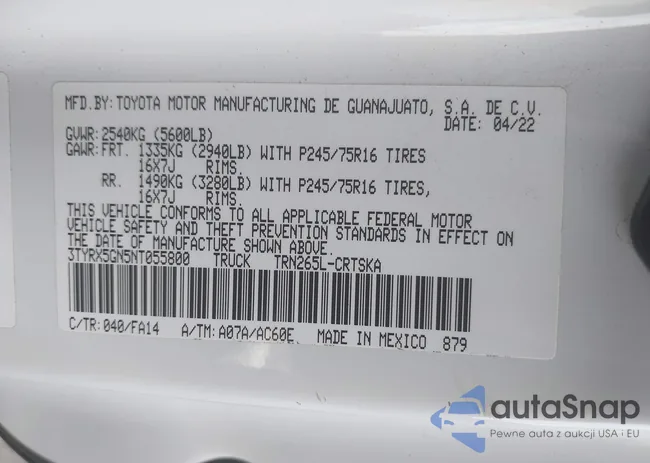 MFD.BY:TOYOTA MOTOR MANUFACTURING DE GUANAJUATO, S.A. DE C.V.
DATE: 04/22
GVWR:2540KG (5600LB)
GAWR:FRT. 1335KG (2940LB) WITH P245/75R16 TIRES
16X7J RIMS.
RR. 1490KG (3280LB) WITH P245/75R16 TIRES,
16X7J RIMS.
THIS VEHICLE CONFORMS TO ALL APPLICABLE FEDERAL MOTOR
VEHICLE SAFETY AND THEFT PREVENTION STANDARDS IN EFFECT ON
THE DATE OF MANUFACTURE SHOWN ABOVE.
3TYRX5GN5NT055800 TRUCK TRN265L-CRTSKA
C/TR:040/FA14 A/TM:A07A/AC60E MADE IN MEXICO 879
autaSnap
Pewne auta z aukcji USA i EU